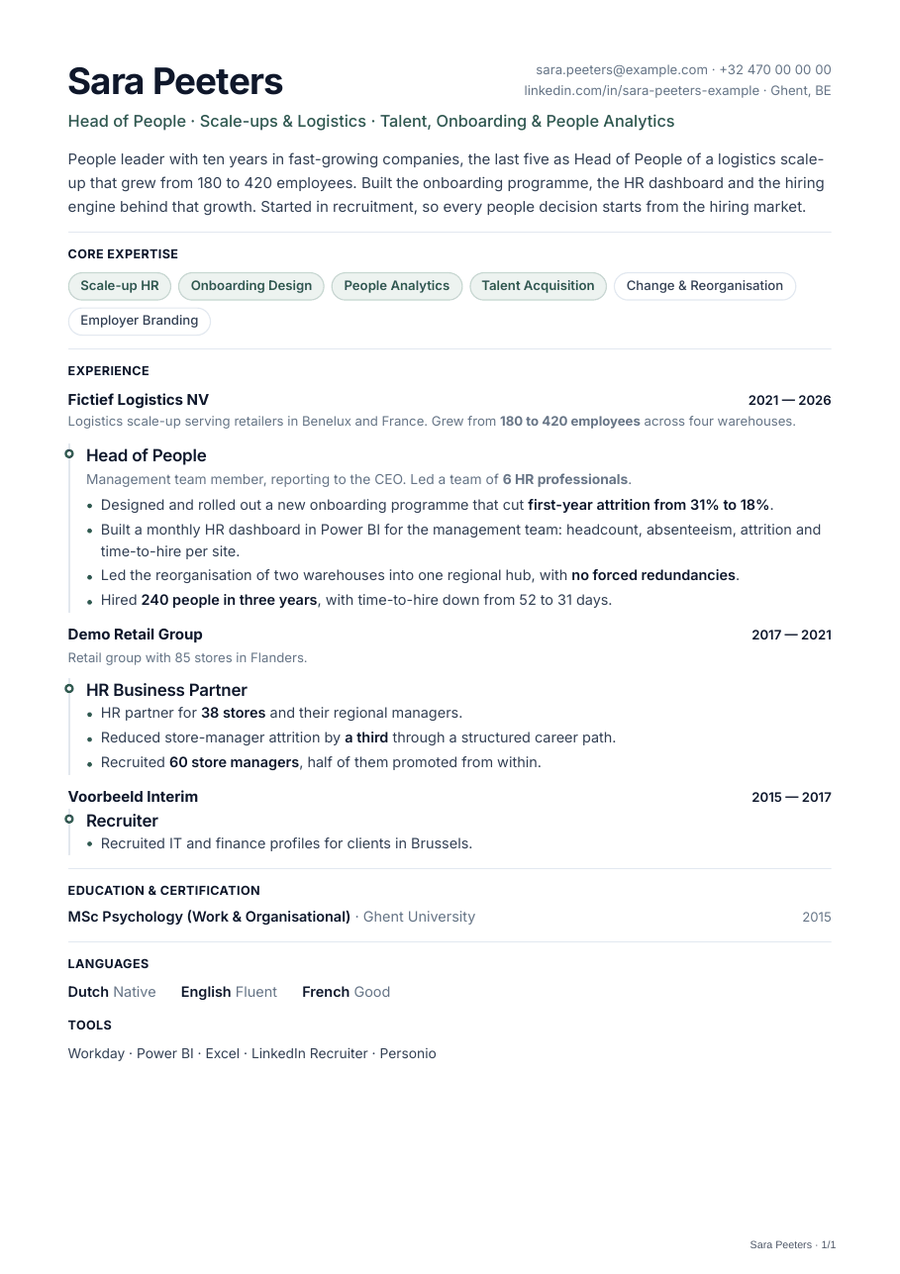 Sara Peeters
sara.peeters@example.com · +32 470 00 00 00
linkedin.com/in/sara-peeters-example · Ghent, BE
Head of People · Scale-ups & Logistics · Talent, Onboarding & People Analytics
People leader with ten years in fast-growing companies, the last five as Head of People of a logistics scale-
up that grew from 180 to 420 employees. Built the onboarding programme, the HR dashboard and the hiring
engine behind that growth. Started in recruitment, so every people decision starts from the hiring market.
CORE EXPERTISE
Scale-up HR Onboarding Design People Analytics Talent Acquisition Change & Reorganisation
Employer Branding
EXPERIENCE
Fictief Logistics NV 2021 — 2026
Logistics scale-up serving retailers in Benelux and France. Grew from 180 to 420 employees across four warehouses.
Head of People
Management team member, reporting to the CEO. Led a team of 6 HR professionals.
• Designed and rolled out a new onboarding programme that cut first-year attrition from 31% to 18%.
• Built a monthly HR dashboard in Power BI for the management team: headcount, absenteeism, attrition and
time-to-hire per site.
• Led the reorganisation of two warehouses into one regional hub, with no forced redundancies.
• Hired 240 people in three years, with time-to-hire down from 52 to 31 days.
Demo Retail Group 2017 — 2021
Retail group with 85 stores in Flanders.
HR Business Partner
• HR partner for 38 stores and their regional managers.
• Reduced store-manager attrition by a third through a structured career path.
• Recruited 60 store managers, half of them promoted from within.
Voorbeeld Interim 2015 — 2017
Recruiter
• Recruited IT and finance profiles for clients in Brussels.
EDUCATION & CERTIFICATION
MSc Psychology (Work & Organisational) · Ghent University 2015
LANGUAGES
Dutch Native English Fluent French Good
TOOLS
Workday · Power BI · Excel · LinkedIn Recruiter · Personio
Sara Peeters · 1/1